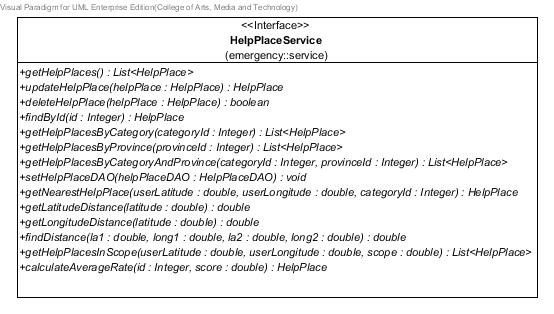 Visual Paradigm for UML Enterprise Edition(College of Arts, Media and Technology)
<<Interface>>
HelpPlaceService
(emergency::service)
+getHelpPlaces() : List<HelpPlace>
+updateHelpPlace(helpPlace : HelpPlace) : HelpPlace
+deleteHelpPlace(helpPlace : HelpPlace) : boolean
+findById(id : Integer) : HelpPlace
+getHelpPlacesByCategory(categoryId : Integer) : List<HelpPlace>
+getHelpPlacesByProvince(provinceId : Integer) : List<HelpPlace>
+getHelpPlacesByCategoryAndProvince(categoryId : Integer, provinceId : Integer) : List<HelpPlace>
+setHelpPlaceDAO(helpPlaceDAO : HelpPlaceDAO) : void
+getNearestHelpPlace(userLatitude : double, userLongitude : double, categoryId : Integer) : HelpPlace
+getLatitudeDistance(latitude : double) : double
+getLongitudeDistance(latitude : double) : double
+findDistance(la1 : double, long1 : double, la2 : double, long2 : double) : double
+getHelpPlacesInScope(userLatitude : double, userLongitude : double, scope : double) : List<HelpPlace>
+calculateAverageRate(id : Integer, score : double) : HelpPlace